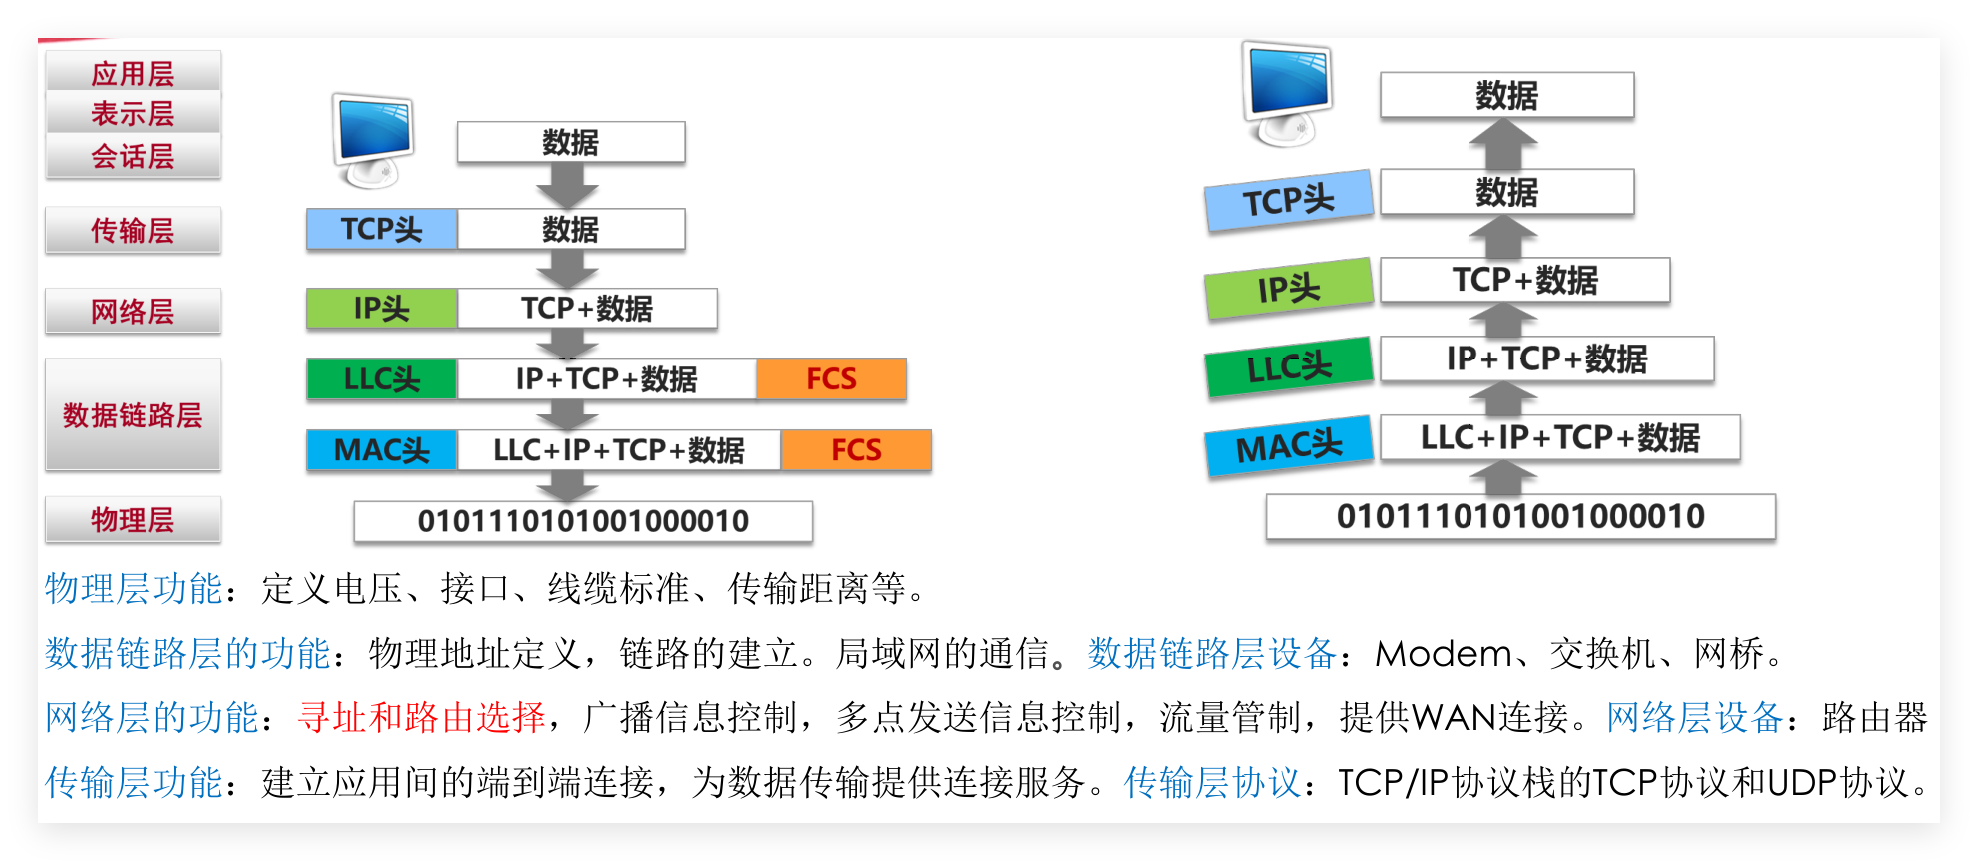 应用层
表示层
会话层
传输层
网络层
数据链路层
物理层
数据
TCP头 数据
IP头 TCP+数据
LLC头 IP+TCP+数据 FCS
MAC头 LLC+IP+TCP+数据 FCS
0101110101001000010
数据
TCP头 数据
IP头 TCP+数据
LLC头 IP+TCP+数据
MAC头 LLC+IP+TCP+数据
0101110101001000010
物理层功能：定义电压、接口、线缆标准、传输距离等。
数据链路层的功能：物理地址定义，链路的建立。局域网的通信。数据链路层设备：Modem、交换机、网桥。
网络层的功能：寻址和路由选择，广播信息控制，多点发送信息控制，流量管制，提供WAN连接。网络层设备：路由器
传输层功能：建立应用间的端到端连接，为数据传输提供连接服务。传输层协议：TCP/IP协议栈的TCP协议和UDP协议。